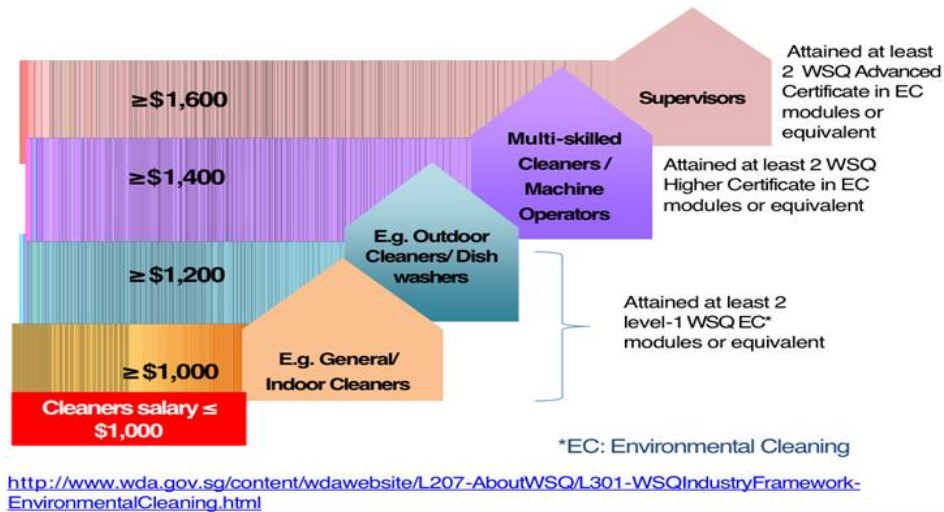 ≥$1,600
Supervisors
Attained at least
2 WSQ Advanced
Certificate in EC
modules or
equivalent
≥$1,400
Multi-skilled
Cleaners /
Machine
Operators
Attained at least 2 WSQ
Higher Certificate in EC
modules or equivalent
≥$1,200
E.g. Outdoor
Cleaners/ Dish
washers
≥ $1,000
E.g. General/
Indoor Cleaners
Attained at least 2
level-1 WSQ EC*
modules or equivalent
Cleaners salary ≤
$1,000
*EC: Environmental Cleaning
http://www.wda.gov.sg/content/wdawebsite/L207-AboutWSQ/L301-WSQIndustryFramework-
EnvironmentalCleaning.html